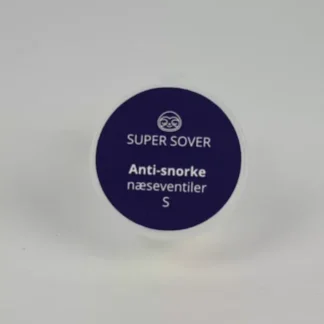 SUPER SOVER
Anti-snorke
næseventiler
S